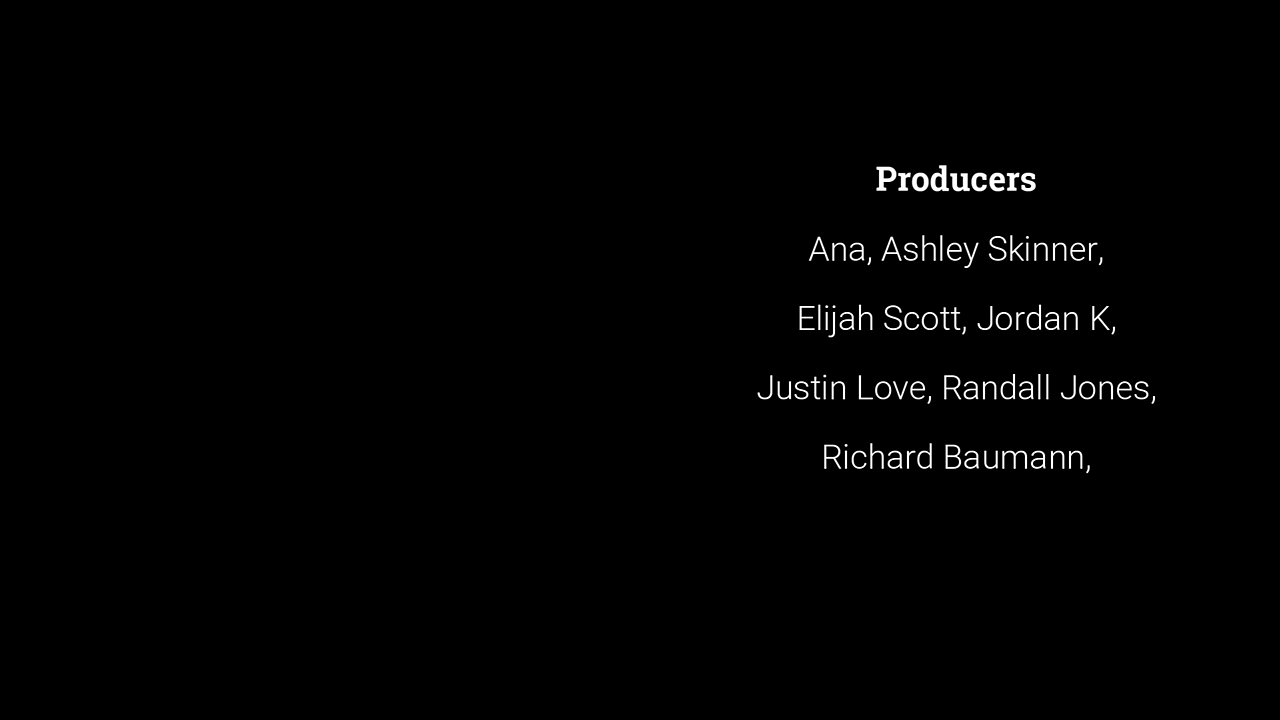 Producers
Ana, Ashley Skinner,
Elijah Scott, Jordan K,
Justin Love, Randall Jones,
Richard Baumann,